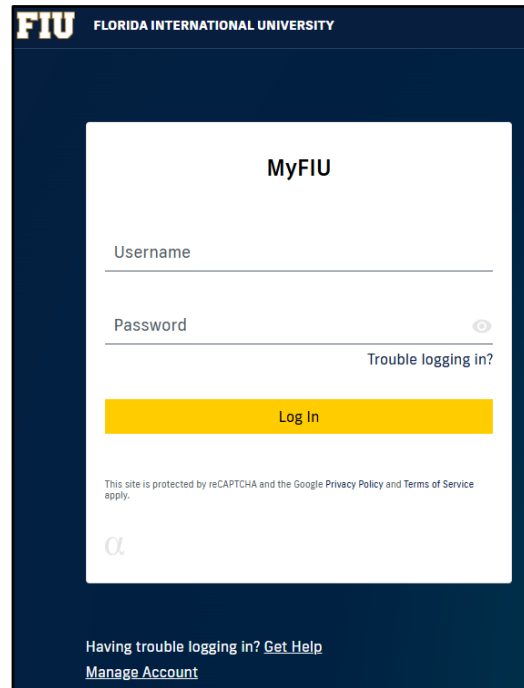 FIU FLORIDA INTERNATIONAL UNIVERSITY
MyFIU
Username
Password
Trouble logging in?
Log In
This site is protected by reCAPTCHA and the Google Privacy Policy and Terms of Service
apply.
α
Having trouble logging in? Get Help
Manage Account